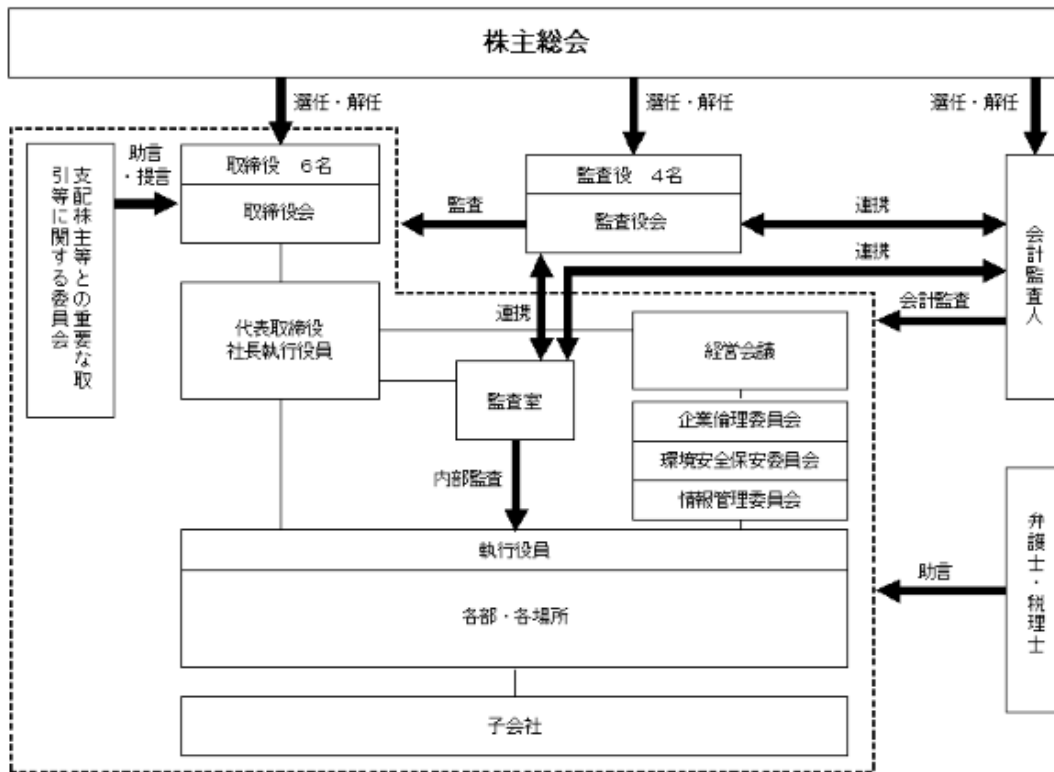 株主総会
選任・解任
選任・解任
選任・解任
助言
・提言
取締役 6名
取締役会
監査役 4名
監査役会
監査
連携
連携
会計監査人
支配株主等との重要な取
引等に関する委員会
代表取締役
社長執行役員
連携
会計監査
経営会議
監査室
企業倫理委員会
環境安全保安委員会
情報管理委員会
内部監査
執行役員
各部・各場所
助言
弁護士・税理士
子会社